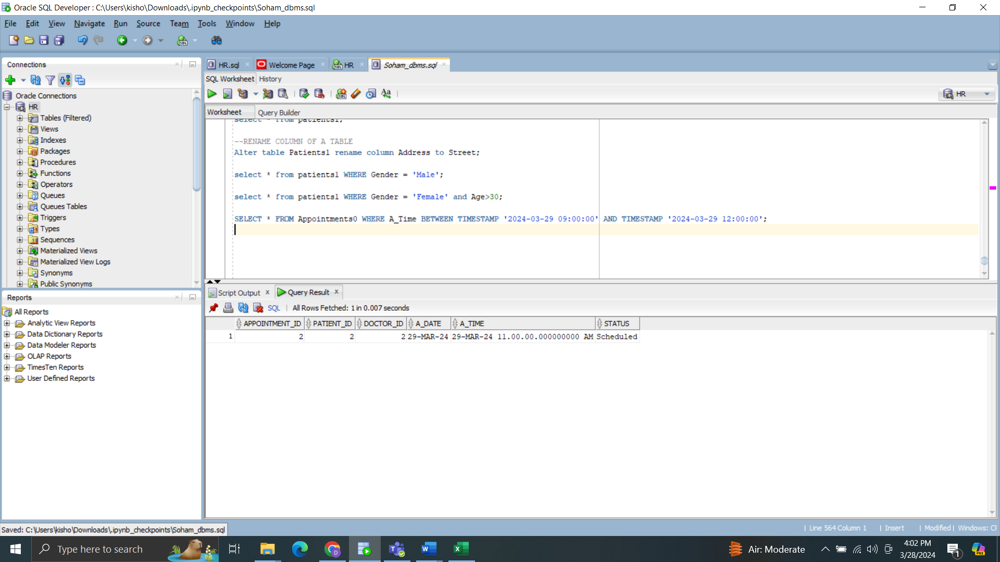 Oracle SQL Developer : C:\Users\kisho\Downloads\.ipynb_checkpoints\Soham_dbms.sql
File Edit View Navigate Run Source Team Tools Window Help
Connections
HR.sql Welcome Page HR Soham_dbms.sql
SQL Worksheet History
HR
Worksheet Query Builder
Oracle Connections
HR
Tables (Filtered)
Views
Indexes
Packages
Procedures
Functions
Operators
Queues
Queues Tables
Triggers
Types
Sequences
Materialized Views
Materialized View Logs
Synonyms
Public Synonyms
select * from patients1;
--RENAME COLUMN OF A TABLE
Alter table Patients1 rename column Address to Street;
select * from patients1 WHERE Gender = 'Male';
select * from patients1 WHERE Gender = 'Female' and Age>30;
SELECT * FROM Appointments0 WHERE A_Time BETWEEN TIMESTAMP '2024-03-29 09:00:00' AND TIMESTAMP '2024-03-29 12:00:00';
Reports
All Reports
Analytic View Reports
Data Dictionary Reports
Data Modeler Reports
OLAP Reports
TimesTen Reports
User Defined Reports
Script Output x Query Result x
SQL | All Rows Fetched: 1 in 0.007 seconds
APPOINTMENT_ID PATIENT_ID DOCTOR_ID A_DATE A_TIME STATUS
1 2 2 2 29-MAR-24 29-MAR-24 11.00.00.000000000 AM Scheduled
Saved: C:\Users\kisho\Downloads\.ipynb_checkpoints\Soham_dbms.sql
| Line 564 Column 1 | Insert | Modified | Windows: CF
Type here to search
Air: Moderate
4:02 PM
3/28/2024
1
PRE